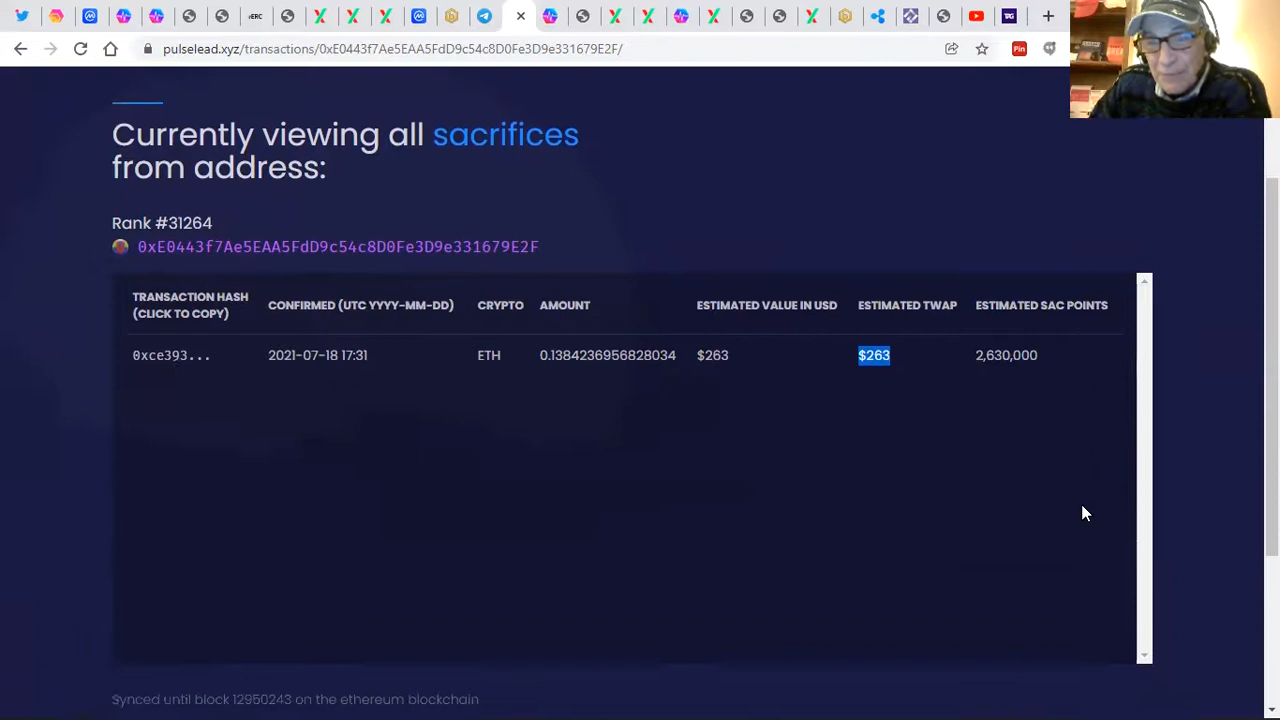 pulselead.xyz/transactions/0xE0443f7Ae5EAA5FdD9c54c8D0Fe3D9e331679E2F/
Currently viewing all sacrifices
from address:
Rank #31264
0xE0443f7Ae5EAA5FdD9c54c8D0Fe3D9e331679E2F
TRANSACTION HASH
(CLICK TO COPY)
CONFIRMED (UTC YYYY-MM-DD)
CRYPTO
AMOUNT
ESTIMATED VALUE IN USD
ESTIMATED TWAP
ESTIMATED SAC POINTS
0xce393...
2021-07-18 17:31
ETH
0.1384236956828034
$263
$263
2,630,000
Synced until block 12950243 on the ethereum blockchain